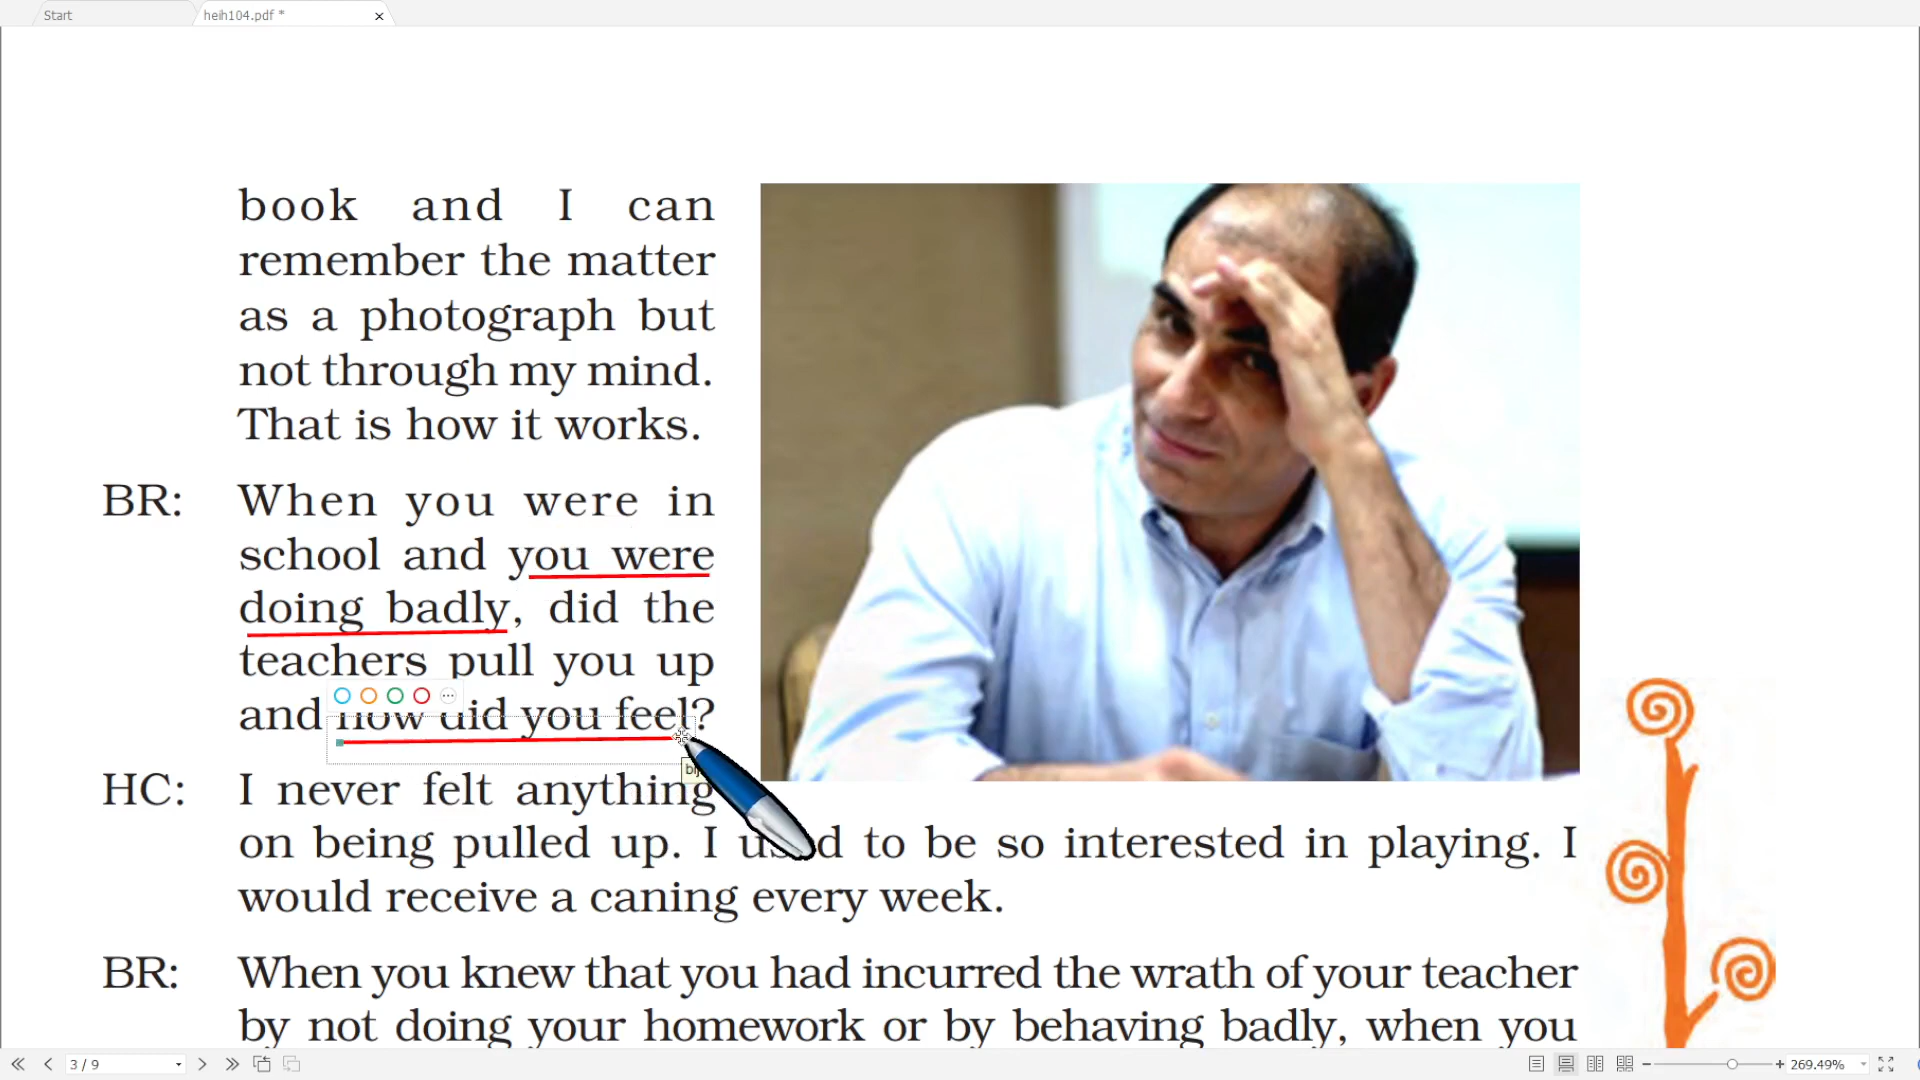 Start
heih104.pdf *
book and I can
remember the matter
as a photograph but
not through my mind.
That is how it works.
BR: When you were in
school and you were
doing badly, did the
teachers pull you up
and how did you feel?
HC: I never felt anything
on being pulled up. I used to be so interested in playing. I
would receive a caning every week.
BR: When you knew that you had incurred the wrath of your teacher
by not doing your homework or by behaving badly, when you
3 / 9
269.49%